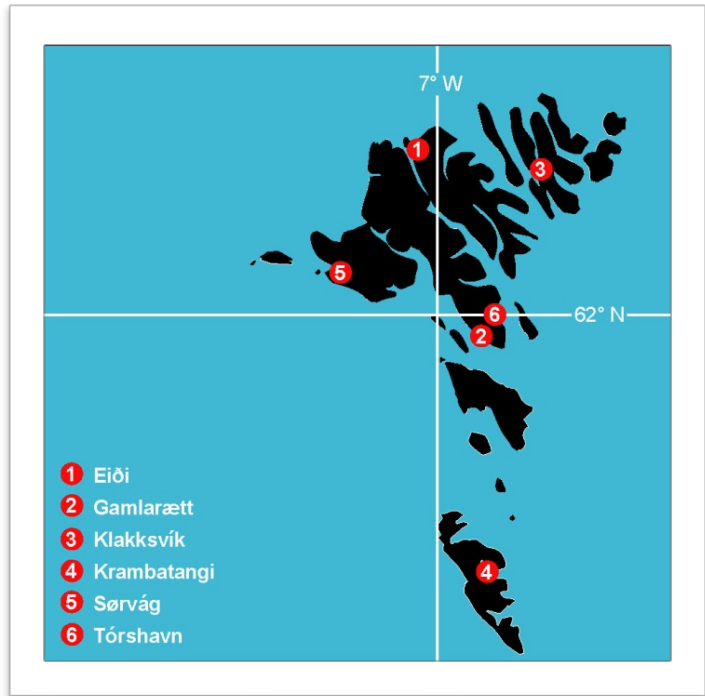 7° W
1
3
5
6
62° N
2
4
1 Eiði
2 Gamlarætt
3 Klakksvík
4 Krambatangi
5 Sørvág
6 Tórshavn